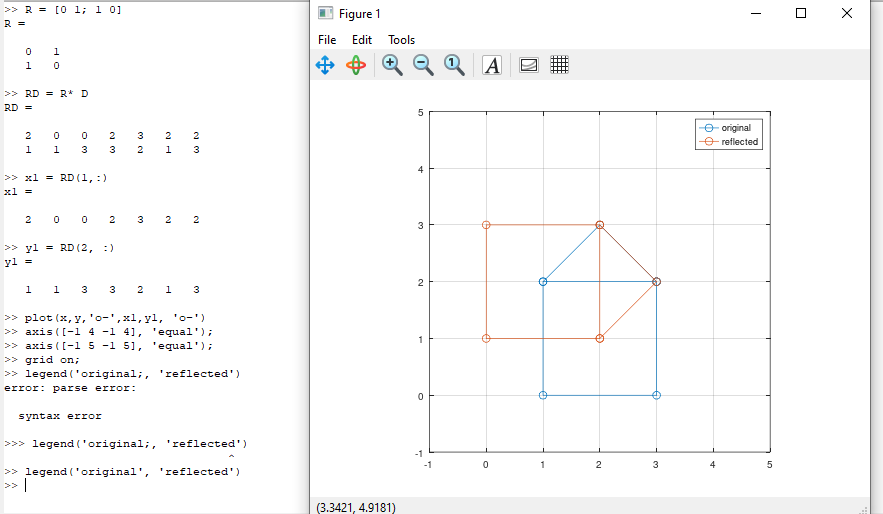 >> R = [0 1; 1 0]
R =
0 1
1 0
>> RD = R* D
RD =
2 0 0 2 3 2 2
1 1 3 3 2 1 3
>> x1 = RD(1,:)
x1 =
2 0 0 2 3 2 2
>> y1 = RD(2, :)
y1 =
1 1 3 3 2 1 3
>> plot(x,y,'o-',x1,y1, 'o-')
>> axis([-1 4 -1 4], 'equal');
>> axis([-1 5 -1 5], 'equal');
>> grid on;
>> legend('original;, 'reflected')
error: parse error:
syntax error
>>> legend('original;, 'reflected')
^
>> legend('original', 'reflected')
>>
Figure 1
File Edit Tools
1 A
5
4
3
2
1
0
-1
-1 0 1 2 3 4 5
original
reflected
(3.3421, 4.9181)